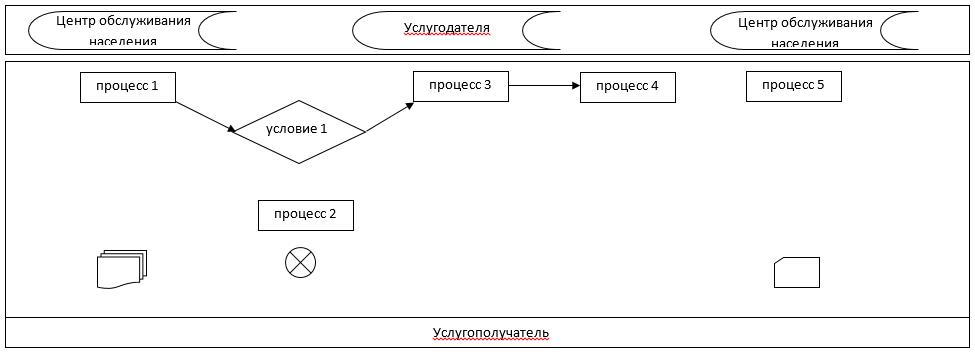 Центр обслуживания
населения
Услугодателя
Центр обслуживания
населения
процесс 1
процесс 3
процесс 4
процесс 5
условие 1
процесс 2
Услугополучатель